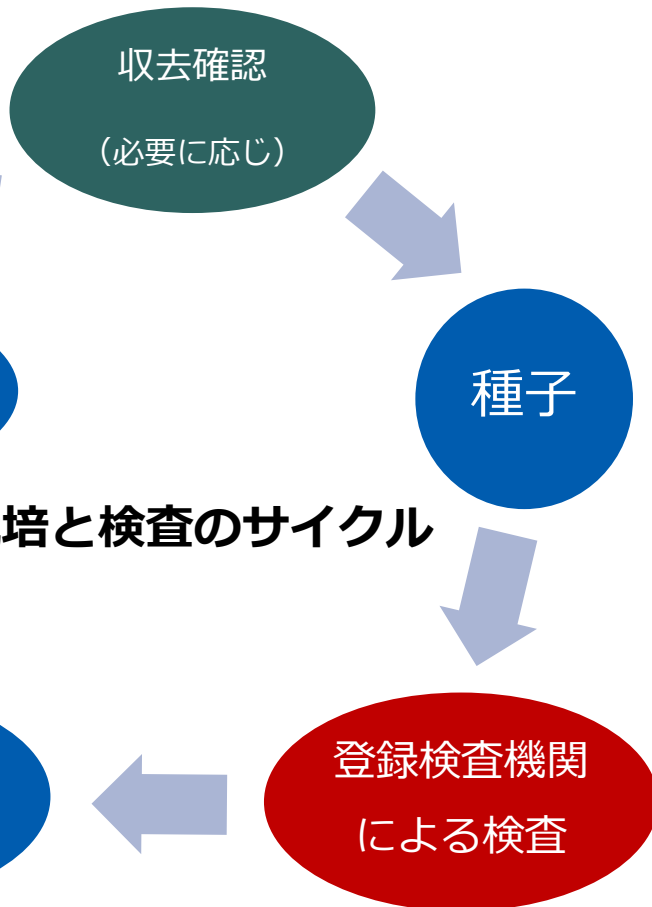 収去確認
（必要に応じ）
種子
培と検査のサイクル
登録検査機関
による検査